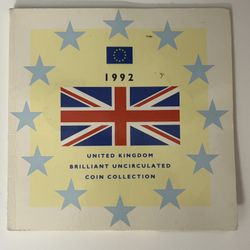 1992
UNITED KINGDOM
BRILLIANT UNCIRCULATED
COIN COLLECTION